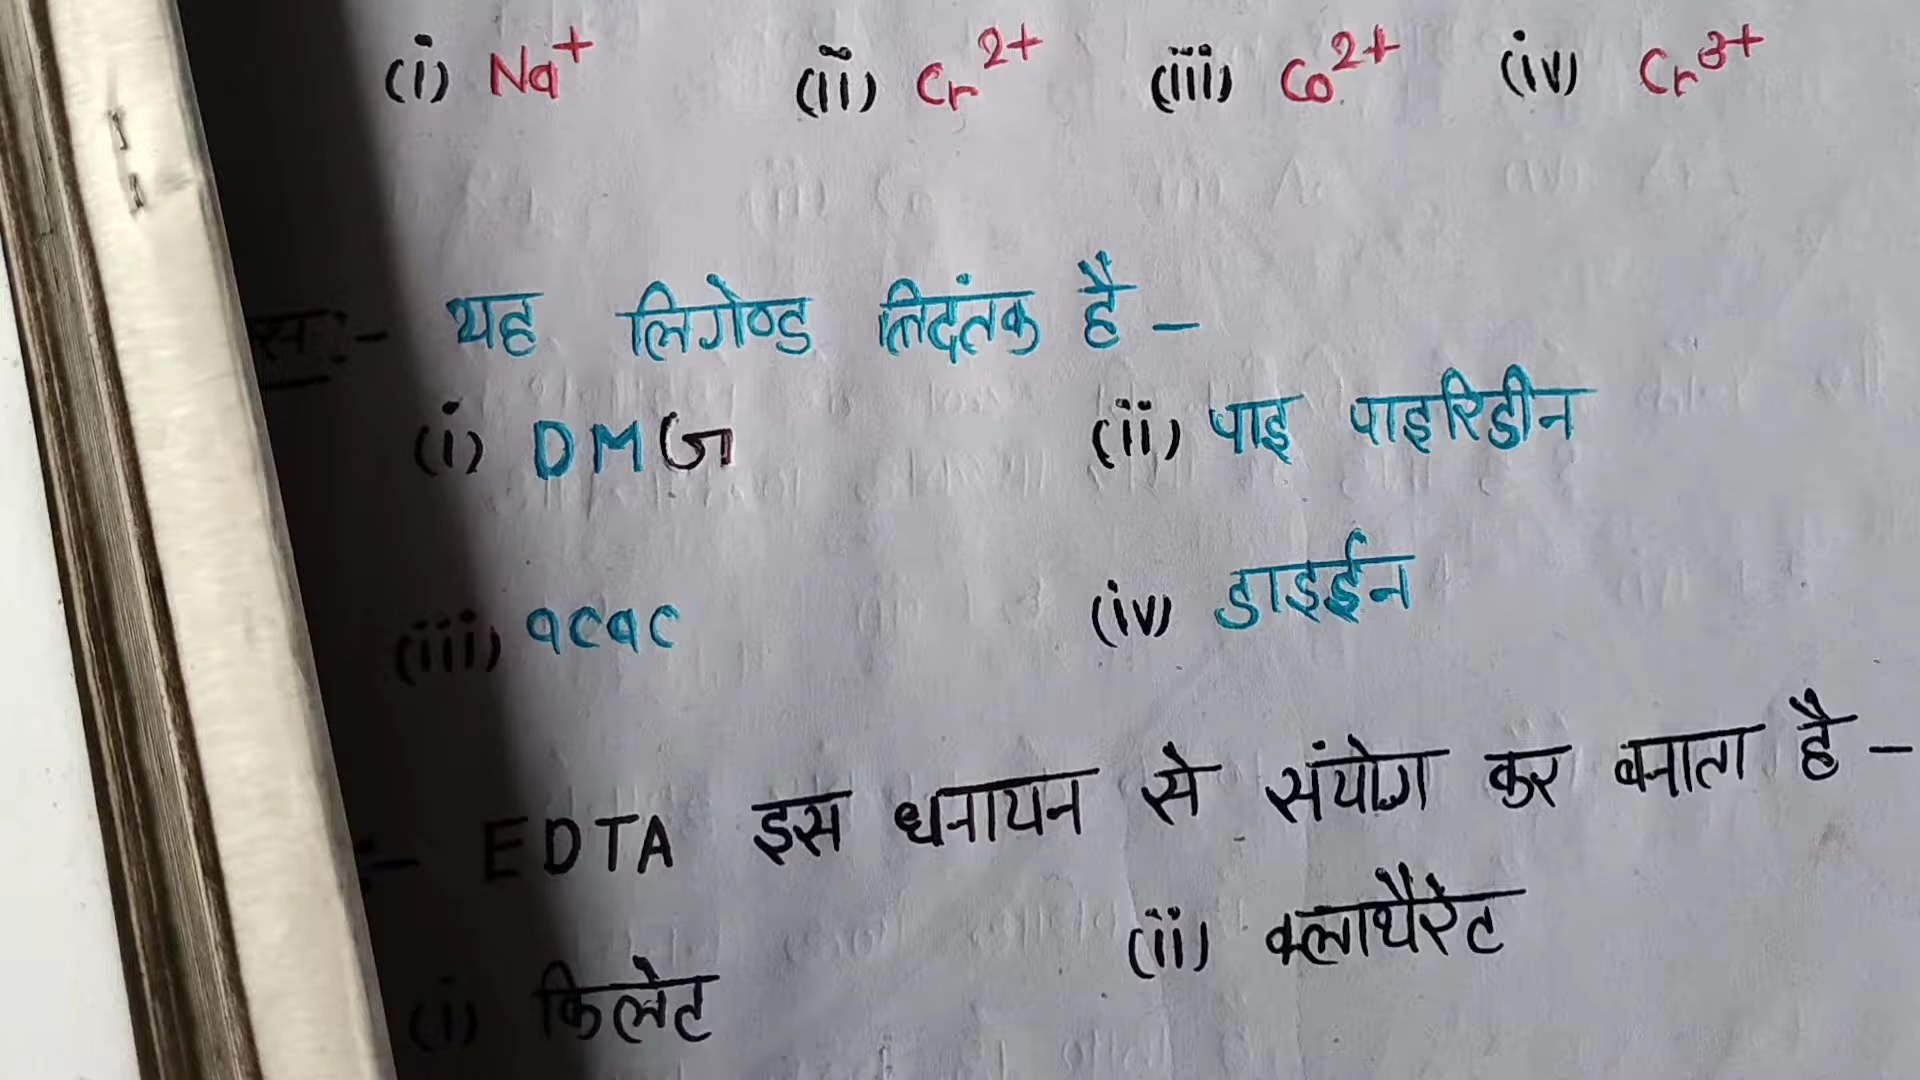 (i) Na+ (ii) Cr2+ (iii) Co2+ (iv) Cr3+
:- यह लिगेण्ड त्रिदंतक है -
(i) DMG (ii) पाइ पाइरिडीन
(iii) acac (iv) डाइईन
:- EDTA इस धनायन से संयोग कर बनाता है -
(i) किलेट (ii) क्लाथैरेट